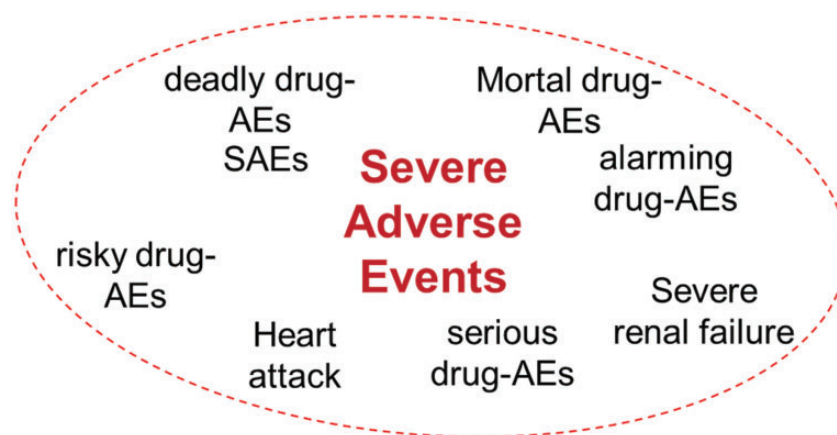 deadly drug-
AEs
SAEs
Mortal drug-
AEs
alarming
drug-AEs
Severe
Adverse
Events
risky drug-
AEs
Heart
attack
serious
drug-AEs
Severe
renal failure